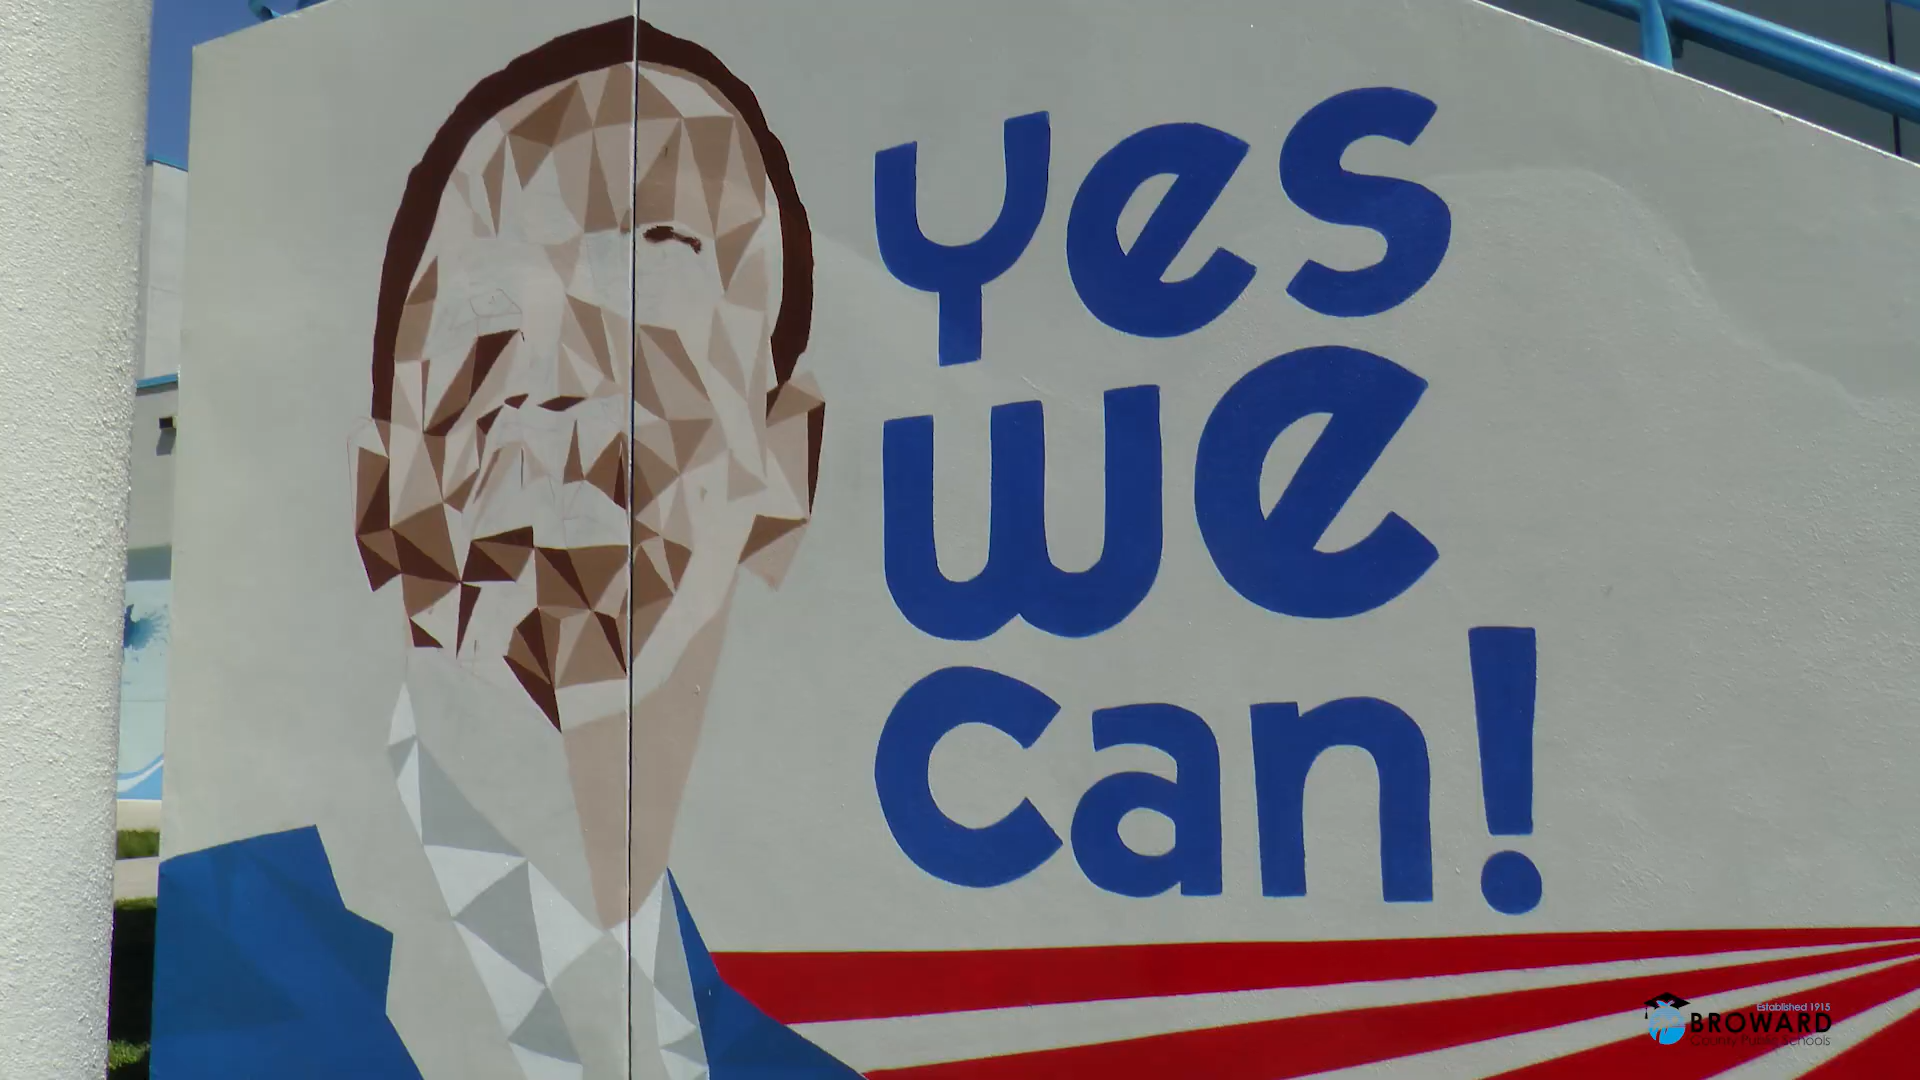 yes
we
can!
Established 1915
BROWARD
County Public Schools